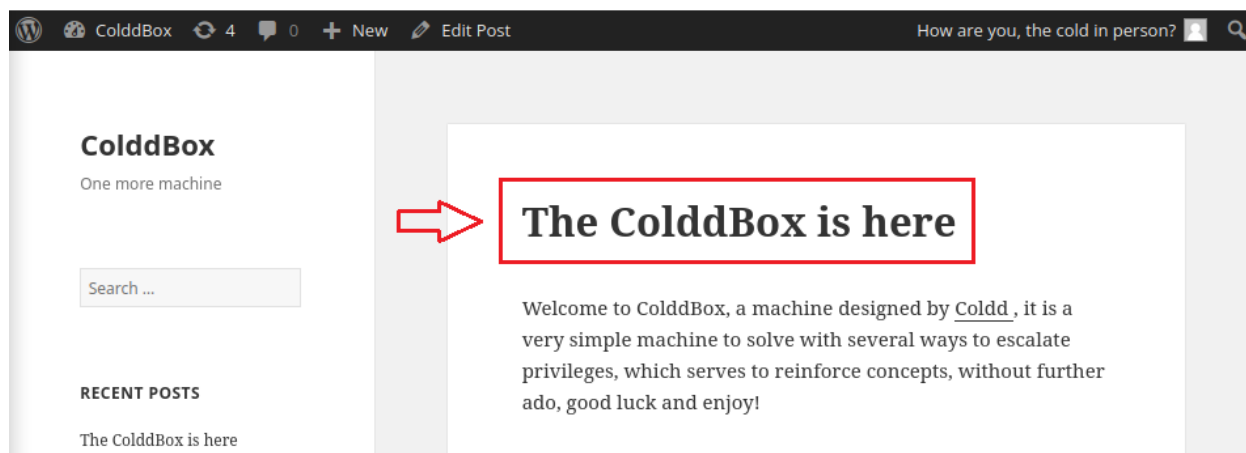 ColddBox 4 0 New Edit Post How are you, the cold in person?
ColddBox
One more machine
Search ...
RECENT POSTS
The ColddBox is here
The ColddBox is here
Welcome to ColddBox, a machine designed by Coldd , it is a
very simple machine to solve with several ways to escalate
privileges, which serves to reinforce concepts, without further
ado, good luck and enjoy!